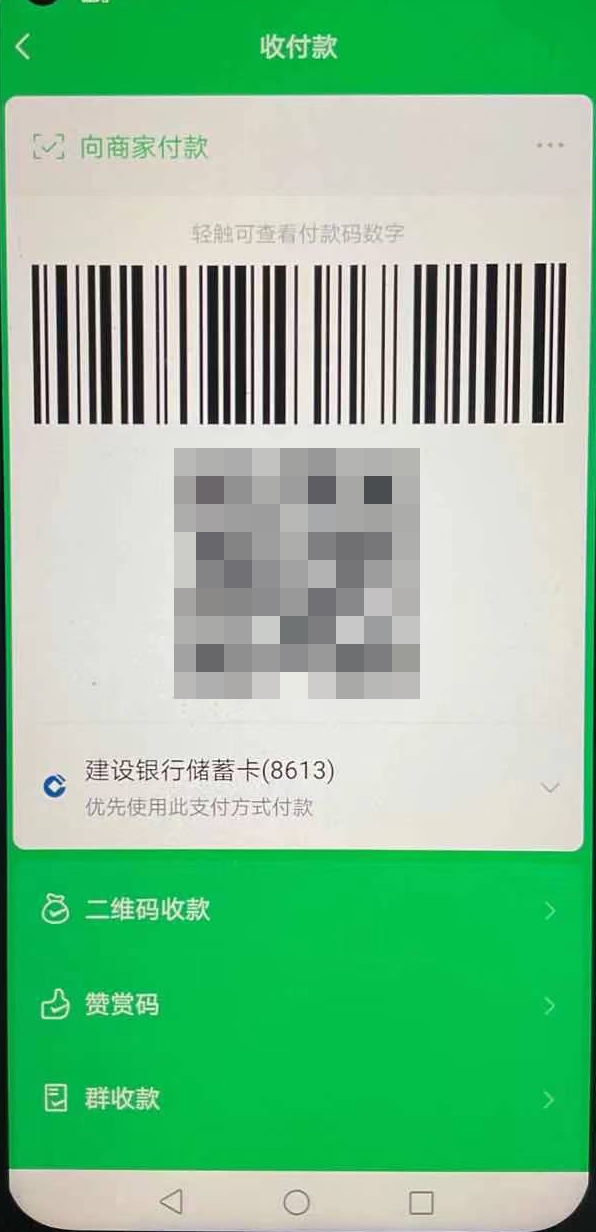 收付款
向商家付款
轻触可查看付款码数字
建设银行储蓄卡(8613)
优先使用此支付方式付款
二维码收款
赞赏码
群收款